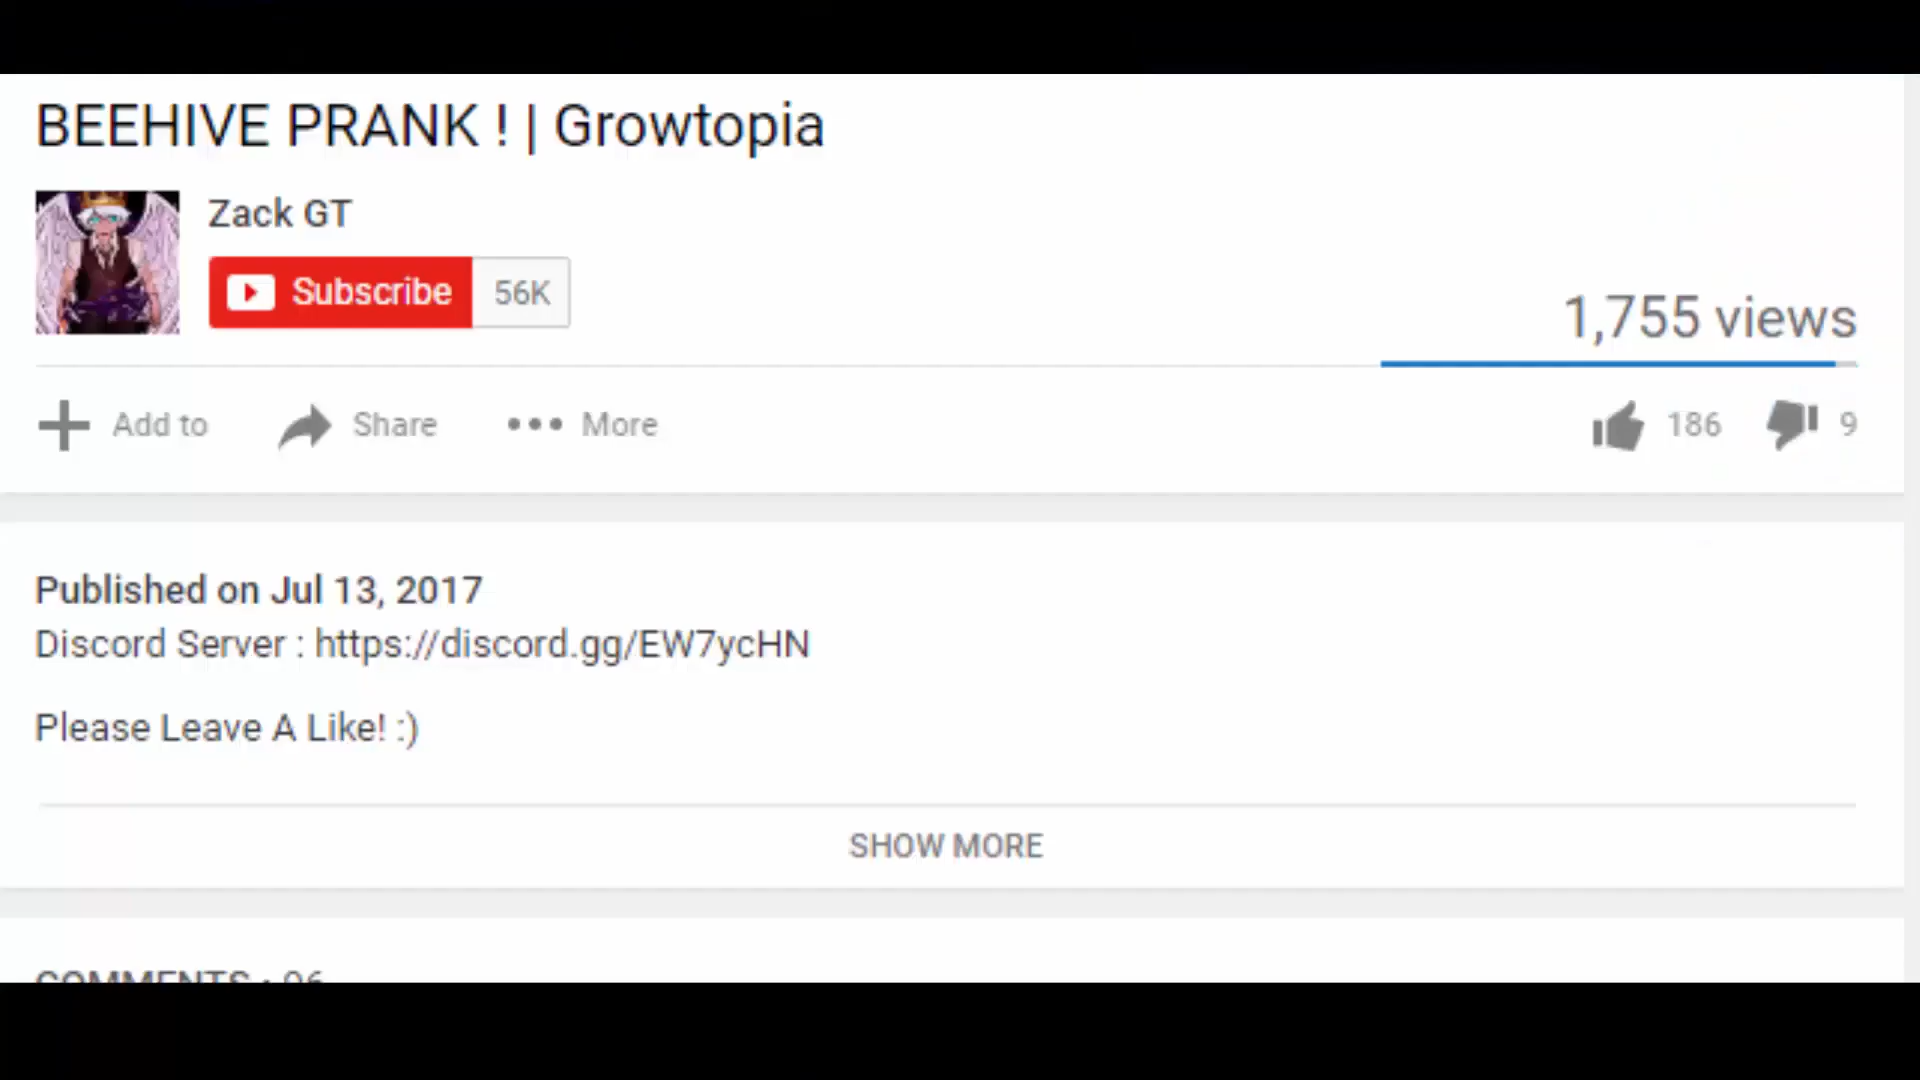 BEEHIVE PRANK ! | Growtopia
Zack GT
Subscribe 56K
1,755 views
Add to Share More 186 9
Published on Jul 13, 2017
Discord Server : https://discord.gg/EW7ycHN
Please Leave A Like! :)
SHOW MORE
COMMENTS •